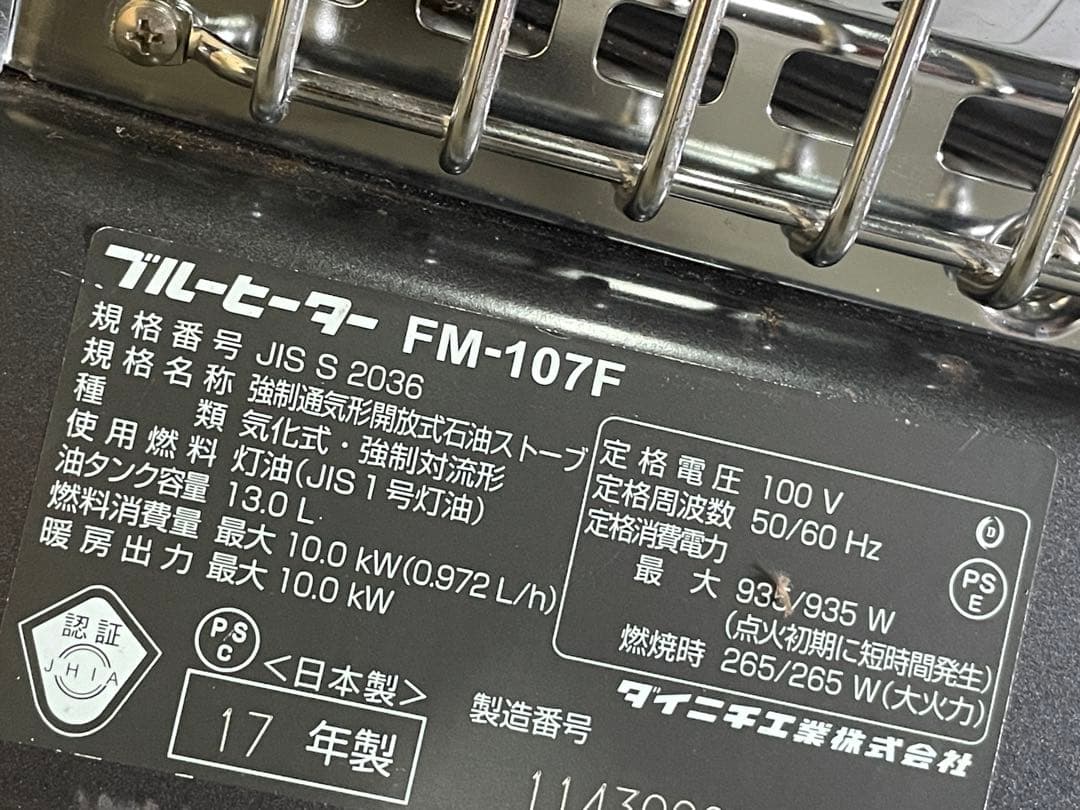 ブルーヒーター FM-107F
規格番号 JIS S 2036
規格名称 強制通気形開放式石油ストーブ
種類 気化式・強制対流形
使用燃料 灯油(JIS1号灯油)
油タンク容量 13.0 L
燃料消費量 最大 10.0 kW(0.972 L/h)
暖房出力 最大 10.0 kW
定格電圧 100 V
定格周波数 50/60 Hz
定格消費電力
最大 935/935 W
(点火初期に短時間発生)
燃焼時 265/265 W(大火力)
D
PS
E
認証
JHIA
PS
C
<日本製>
17 年製
製造番号
ダイニチ工業株式会社